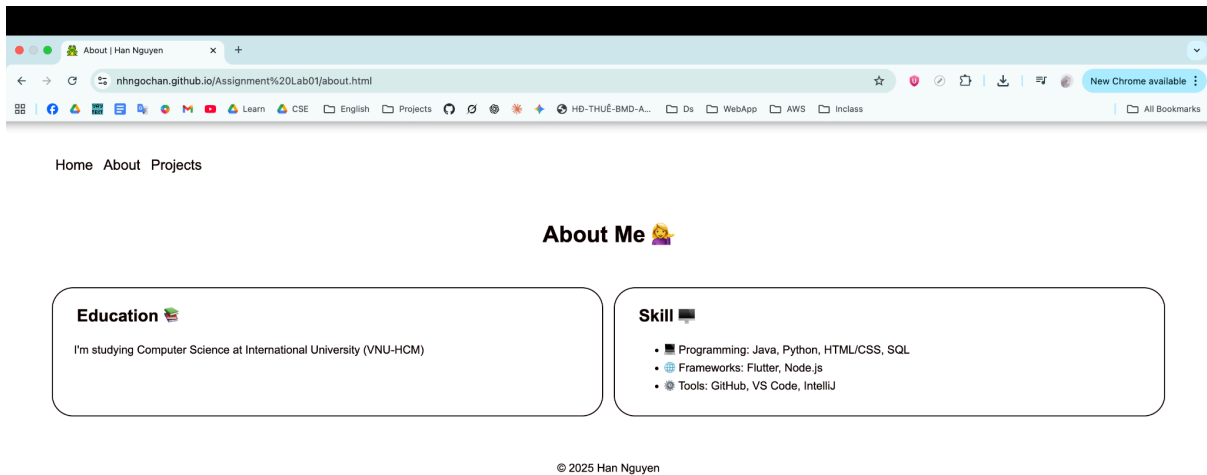 About | Han Nguyen
nhngochan.github.io/Assignment%20Lab01/about.html
New Chrome available
Learn CSE English Projects HĐ-THUÊ-BMD-A... Ds WebApp AWS Inclass All Bookmarks
Home About Projects
About Me 💁‍♀️
Education 📚
I'm studying Computer Science at International University (VNU-HCM)
Skill 🖥️
• 💻 Programming: Java, Python, HTML/CSS, SQL
• 🌐 Frameworks: Flutter, Node.js
• ⚙️ Tools: GitHub, VS Code, IntelliJ
© 2025 Han Nguyen